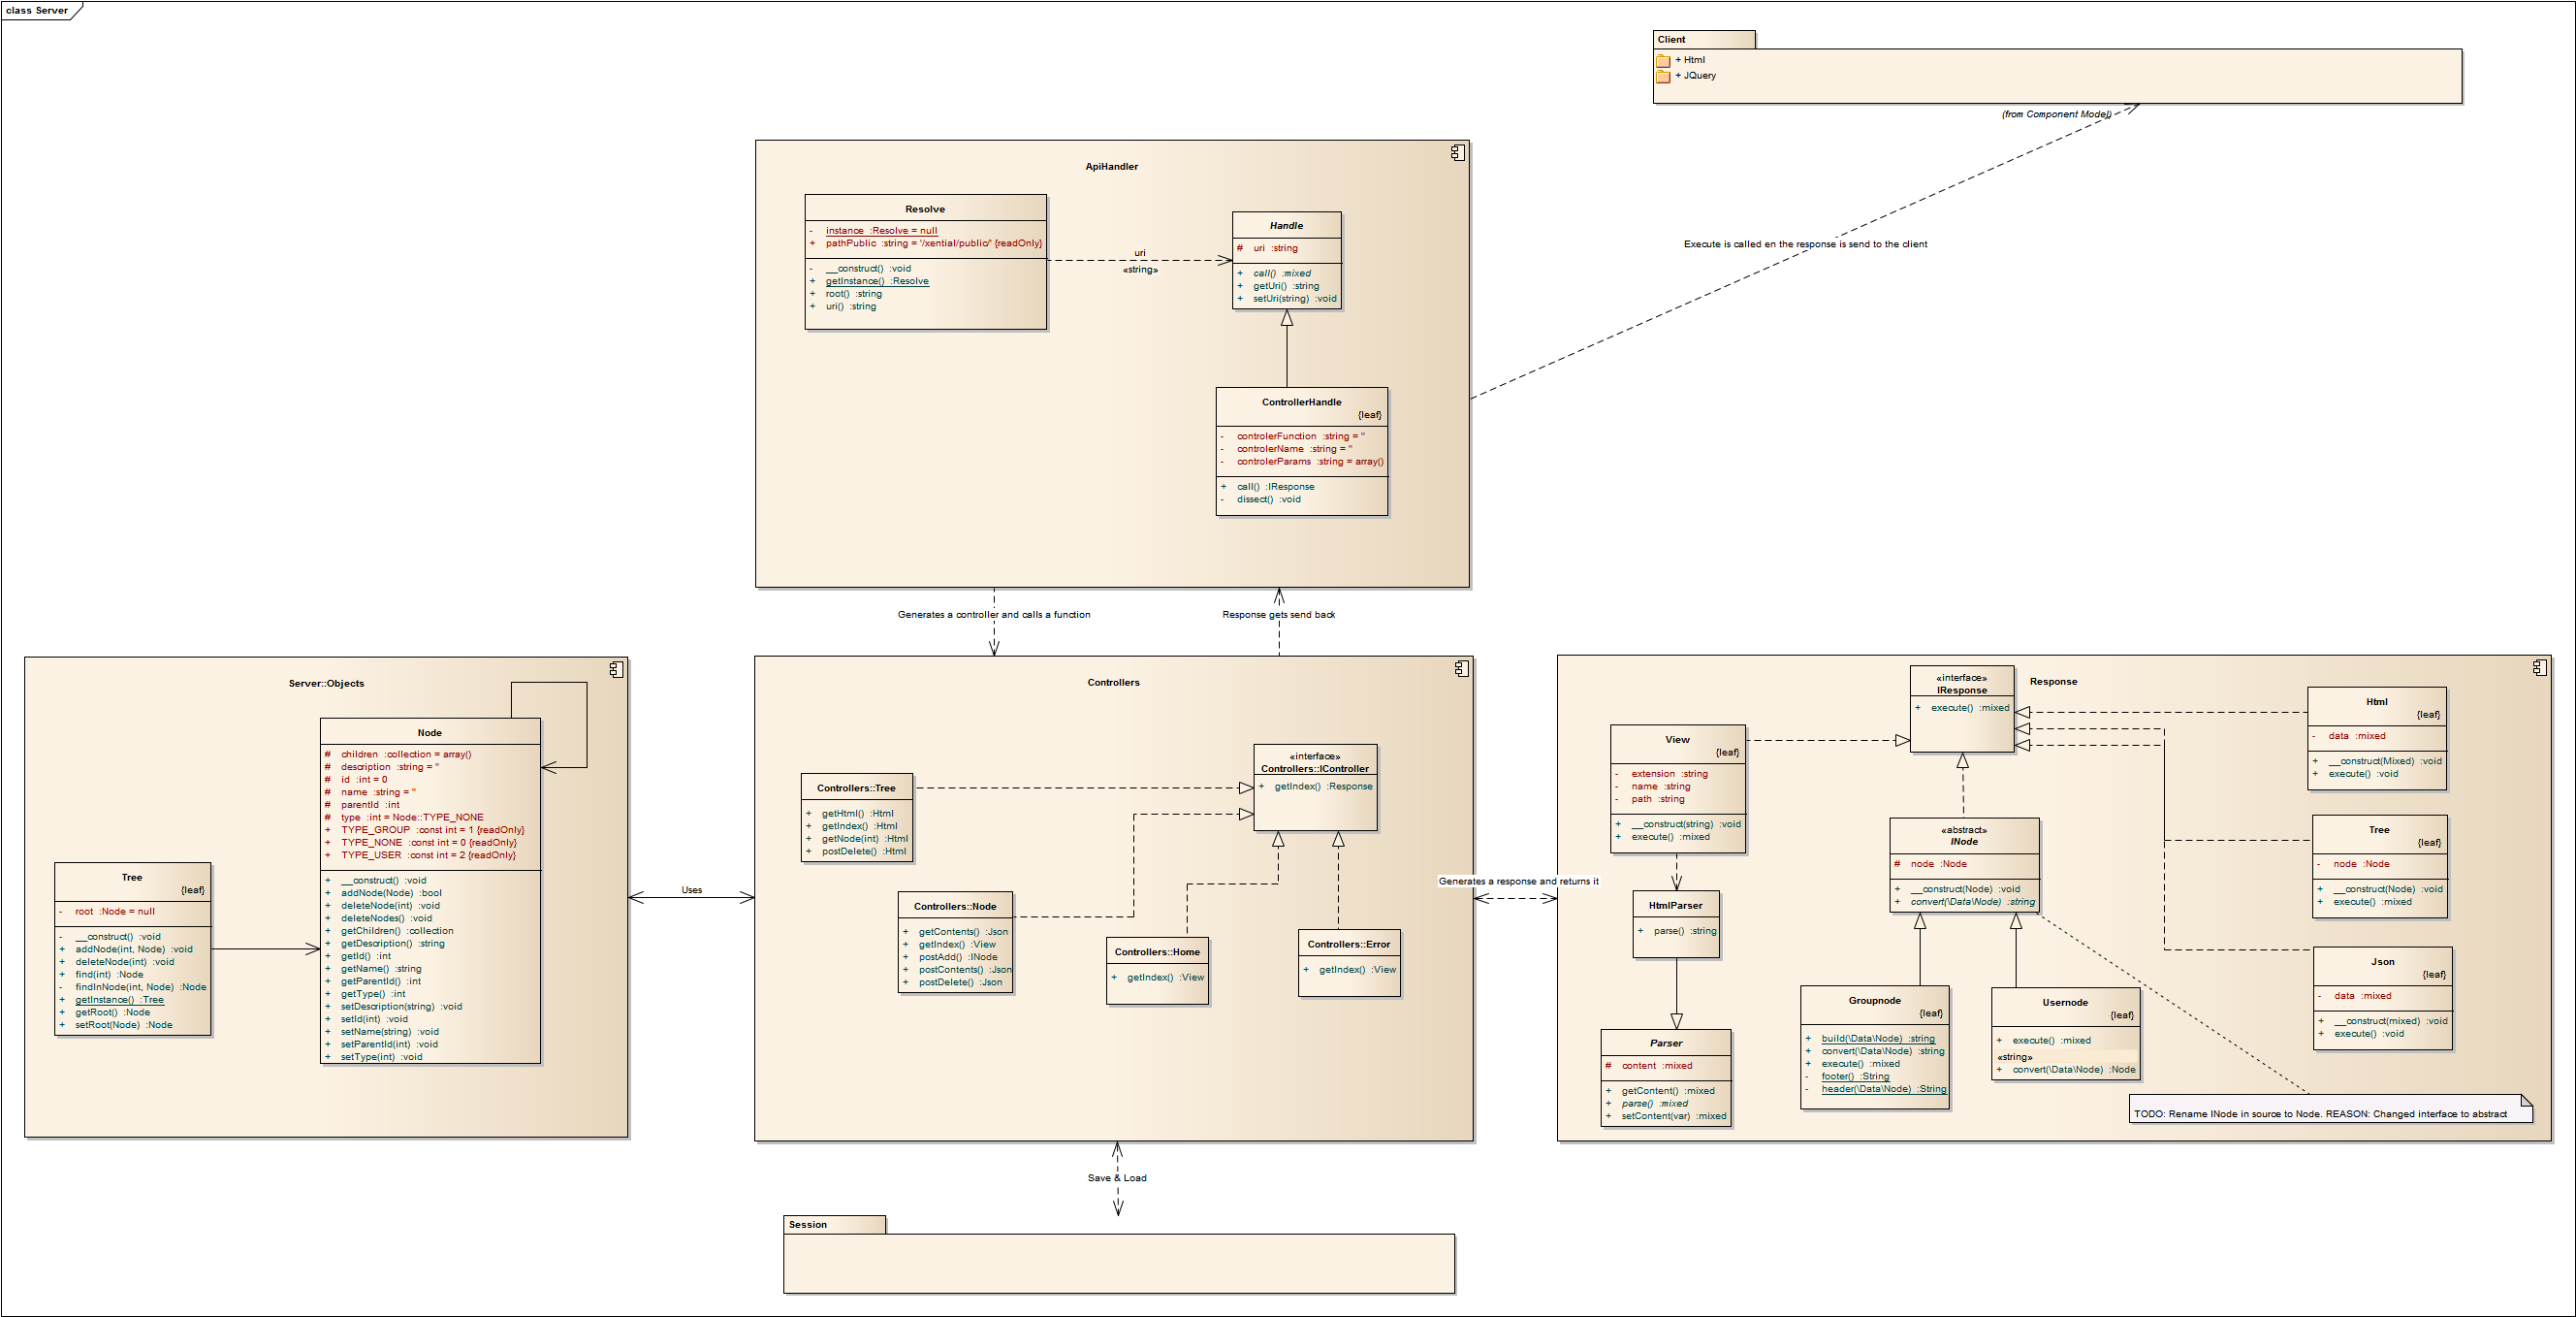 class Server
Client
+ Html
+ JQuery
(from Component Model)
Execute is called en the response is send to the client
ApiHandler
Resolve
- instance :Resolve = null
+ pathPublic :string = '/xential/public/' {readOnly}
- __construct() :void
+ getInstance() :Resolve
+ root() :string
+ uri() :string
uri
«string»
Handle
# uri :string
+ call() :mixed
+ getUri() :string
+ setUri(string) :void
ControllerHandle
{leaf}
- controlerFunction :string = ''
- controlerName :string = ''
- controlerParams :string = array()
+ call() :IResponse
- dissect() :void
Generates a controller and calls a function
Response gets send back
Server::Objects
Node
# children :collection = array()
# description :string = ''
# id :int = 0
# name :string = ''
# parentId :int
# type :int = Node::TYPE_NONE
+ TYPE_GROUP :const int = 1 {readOnly}
+ TYPE_NONE :const int = 0 {readOnly}
+ TYPE_USER :const int = 2 {readOnly}
+ __construct() :void
+ addNode(Node) :bool
+ deleteNode(int) :void
+ deleteNodes() :void
+ getChildren() :collection
+ getDescription() :string
+ getId() :int
+ getName() :string
+ getParentId() :int
+ getType() :int
+ setDescription(string) :void
+ setId(int) :void
+ setName(string) :void
+ setParentId(int) :void
+ setType(int) :void
Tree
{leaf}
- root :Node = null
- __construct() :void
+ addNode(int, Node) :void
+ deleteNode(int) :void
+ find(int) :Node
- findInNode(int, Node) :Node
+ getInstance() :Tree
+ getRoot() :Node
+ setRoot(Node) :Node
Uses
Controllers
«interface»
Controllers::IController
+ getIndex() :Response
Controllers::Tree
+ getHtml() :Html
+ getIndex() :Html
+ getNode(int) :Html
+ postDelete() :Html
Controllers::Node
+ getContents() :Json
+ getIndex() :View
+ postAdd() :INode
+ postContents() :Json
+ postDelete() :Json
Controllers::Home
+ getIndex() :View
Controllers::Error
+ getIndex() :View
Generates a response and returns it
Save & Load
Session
Response
«interface»
IResponse
+ execute() :mixed
View
{leaf}
- extension :string
- name :string
- path :string
+ __construct(string) :void
+ execute() :mixed
HtmlParser
+ parse() :string
Parser
# content :mixed
+ getContent() :mixed
+ parse() :mixed
+ setContent(var) :mixed
«abstract»
INode
# node :Node
+ __construct(Node) :void
+ convert(\Data\Node) :string
Groupnode
{leaf}
+ build(\Data\Node) :string
+ convert(\Data\Node) :string
+ execute() :mixed
- footer() :String
- header(\Data\Node) :String
Usernode
{leaf}
+ execute() :mixed
«string»
+ convert(\Data\Node) :Node
Html
{leaf}
- data :mixed
+ __construct(Mixed) :void
+ execute() :void
Tree
{leaf}
- node :Node
+ __construct(Node) :void
+ execute() :mixed
Json
{leaf}
- data :mixed
+ __construct(mixed) :void
+ execute() :void
TODO: Rename INode in source to Node. REASON: Changed interface to abstract